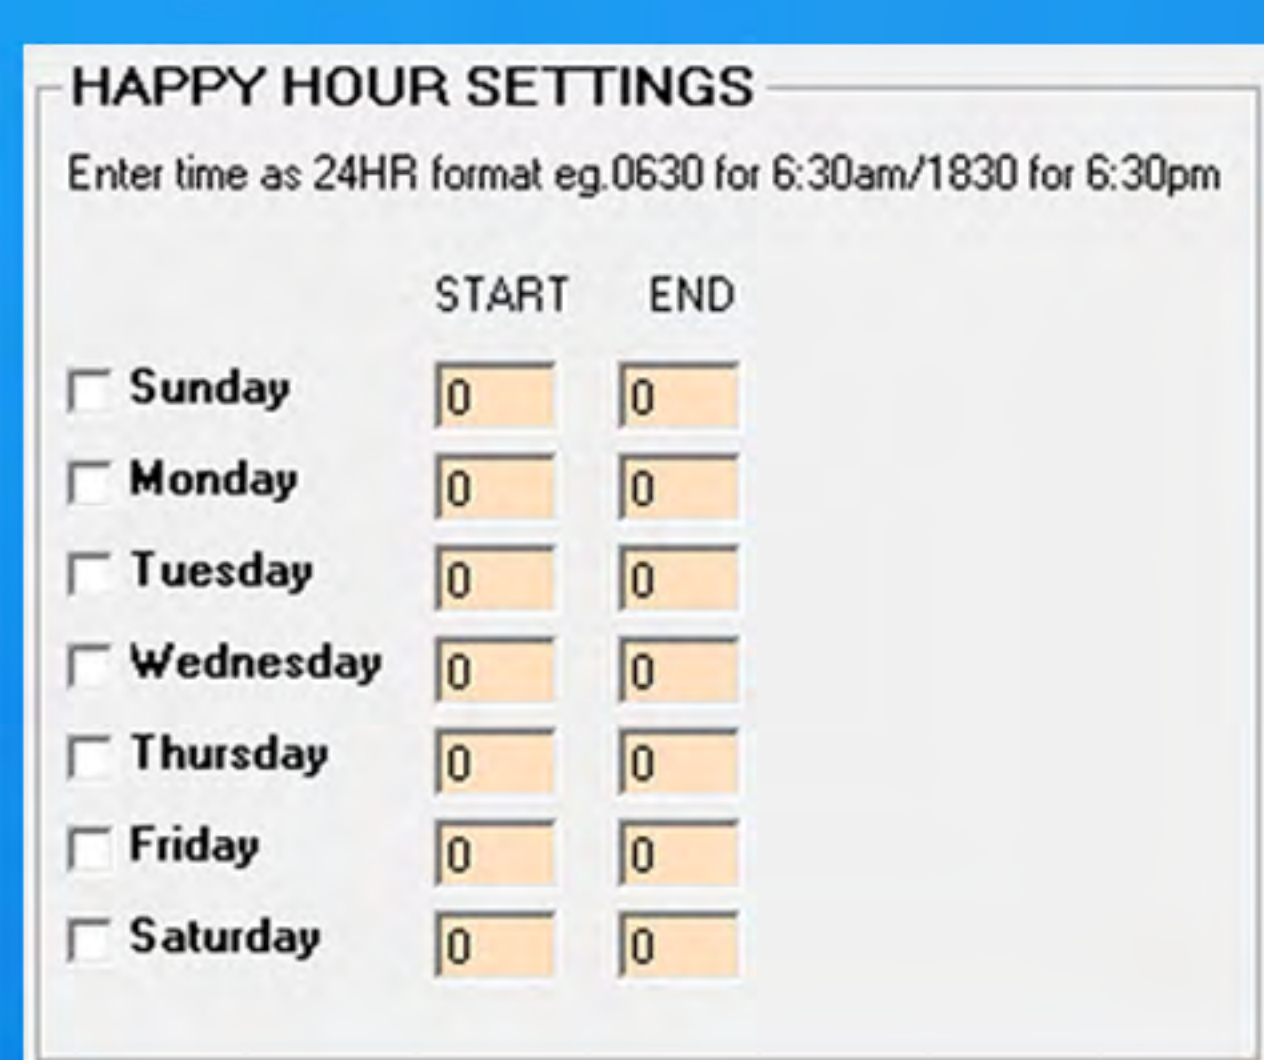 HAPPY HOUR SETTINGS
Enter time as 24HR format eg.0630 for 6:30am/1830 for 6:30pm
START END
Sunday 0 0
Monday 0 0
Tuesday 0 0
Wednesday 0 0
Thursday 0 0
Friday 0 0
Saturday 0 0